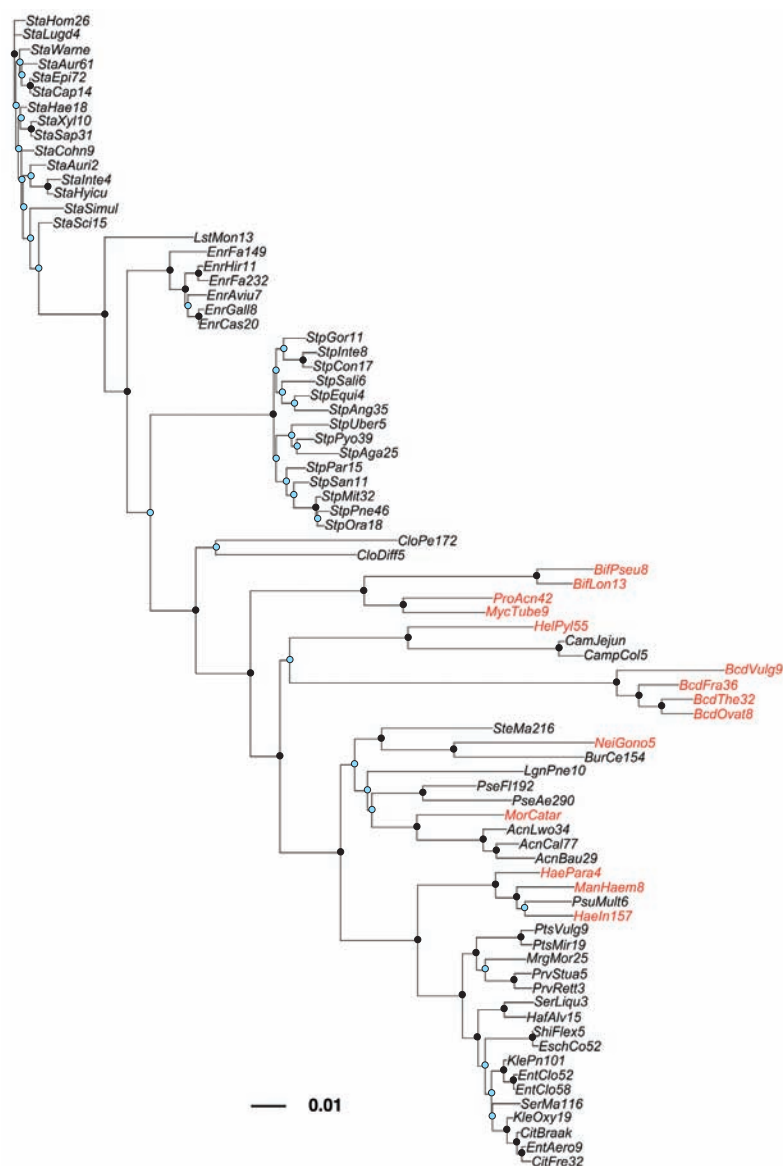 StaHom26
StaLugd4
StaWarne
StaAur61
StaEpi72
StaCap14
StaHae18
StaXyl10
StaSap31
StaCohn9
StaAuri2
StaInte4
StaHyicu
StaSimul
StaSci15
LstMon13
EnrFa149
EnrHir11
EnrFa232
EnrAviu7
EnrGall8
EnrCas20
StpGor11
StpInte8
StpCon17
StpSali6
StpEqui4
StpAng35
StpUber5
StpPyo39
StpAga25
StpPar15
StpSan11
StpMit32
StpPne46
StpOra18
CloPe172
CloDiff5
BifPseu8
BifLon13
ProAcn42
MycTube9
HelPyl55
CamJejun
CampCol5
BcdVulg9
BcdFra36
BcdThe32
BcdOvat8
SteMa216
NeiGono5
BurCe154
LgnPne10
PseFl192
PseAe290
MorCatar
AcnLwo34
AcnCal77
AcnBau29
HaePara4
ManHaem8
PsuMult6
HaeIn157
PtsVulg9
PtsMir19
MrgMor25
PrvStua5
PrvRett3
SerLiqu3
HafAlv15
ShiFlex5
EschCo52
KlePn101
EntClo52
EntClo58
SerMa116
KleOxy19
CitBraak
EntAero9
CitFre32
0.01